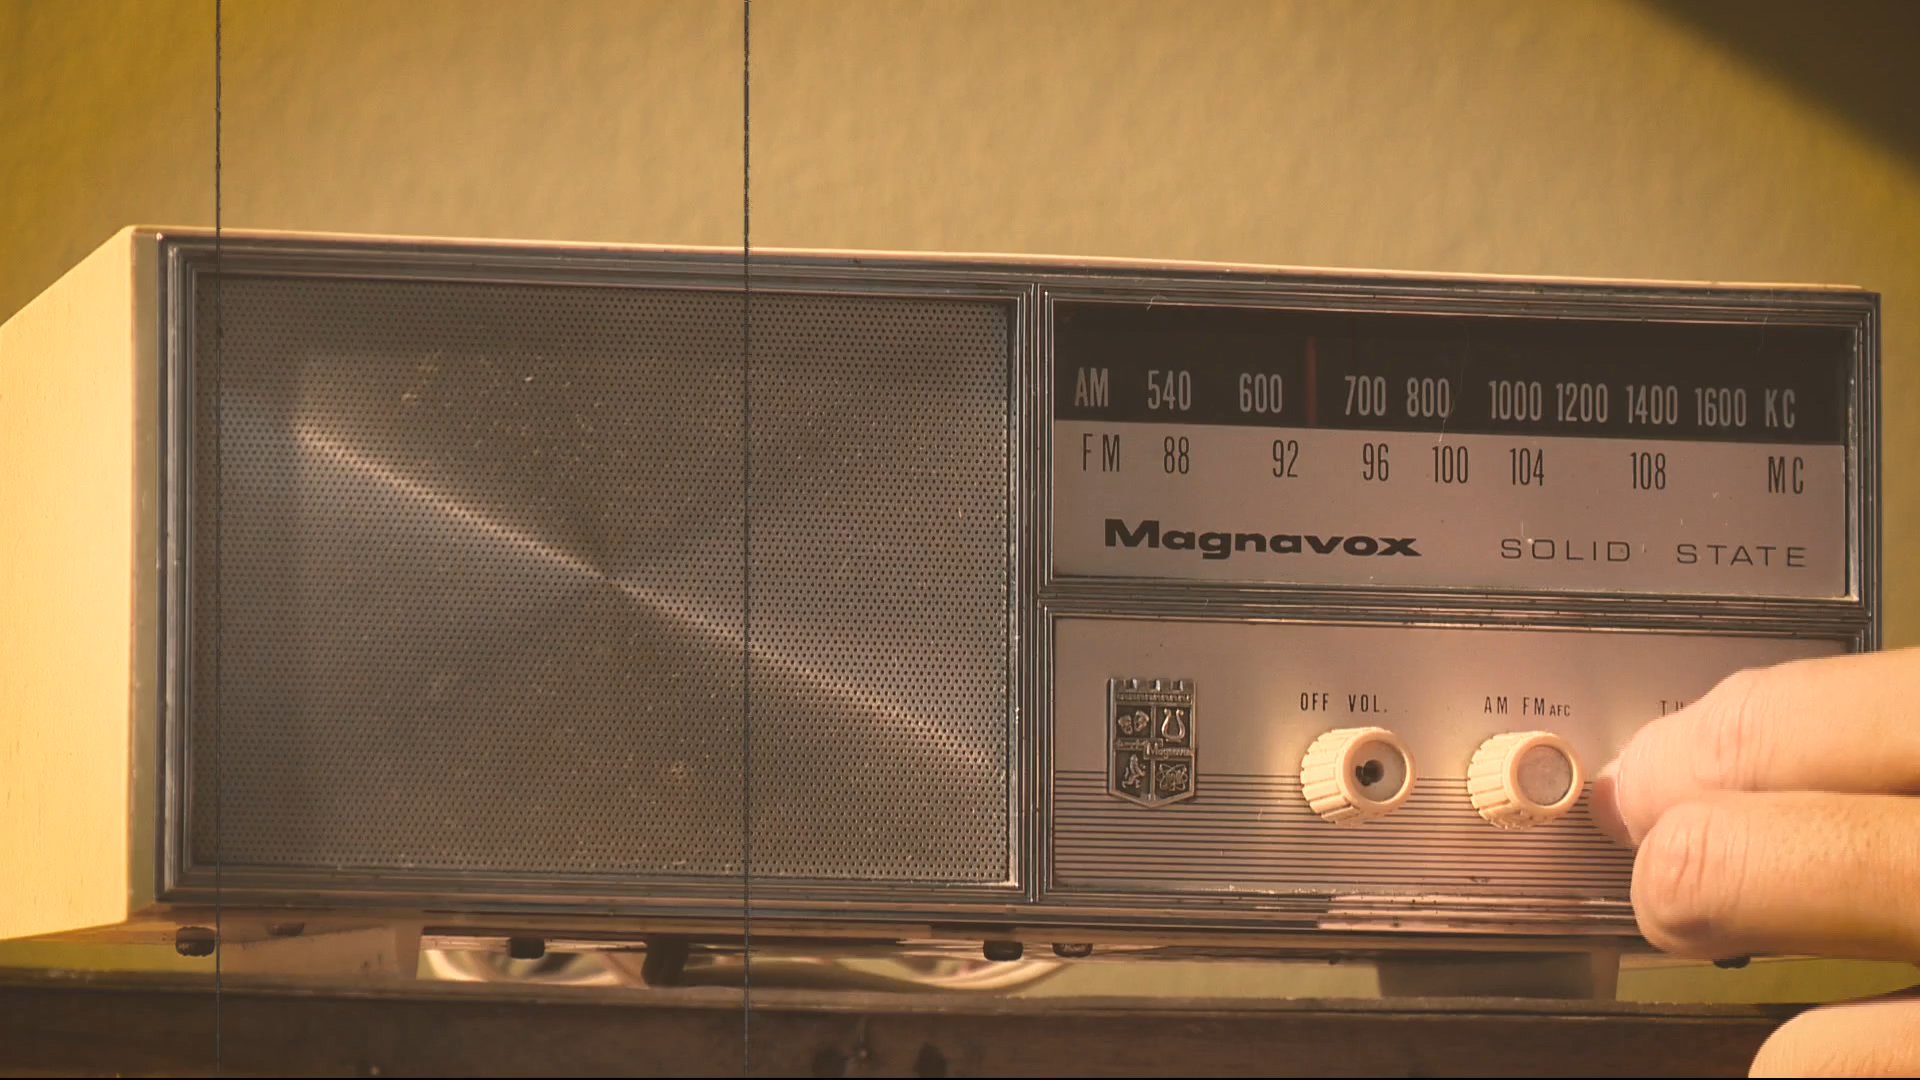 AM 540 600 700 800 1000 1200 1400 1600 KC
FM 88 92 96 100 104 108 MC
Magnavox SOLID STATE
OFF VOL. AM FM AFC
Magnavox